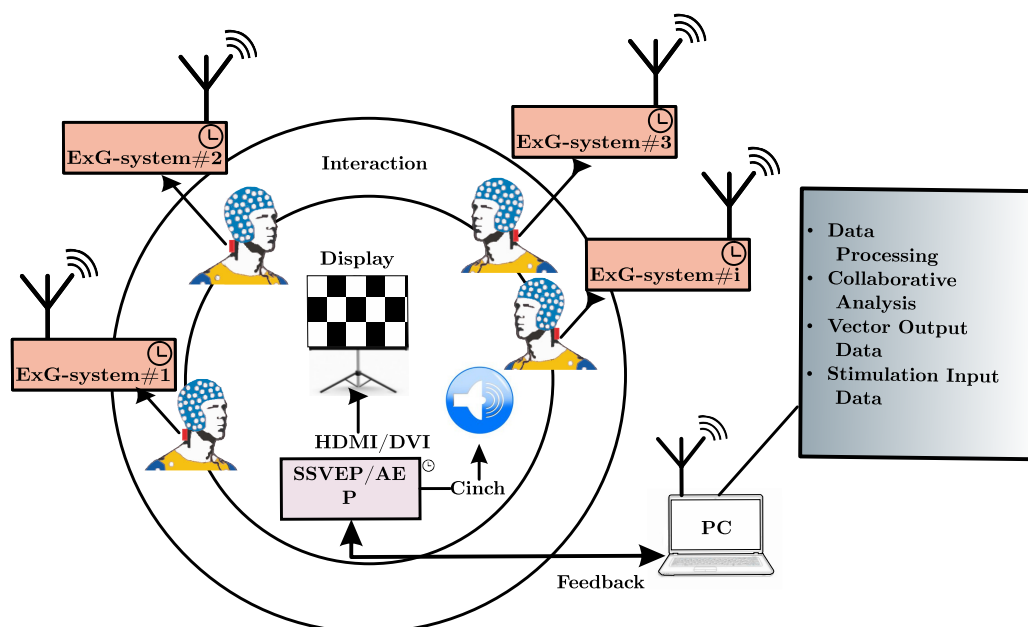 ExG-system#2
ExG-system#3
Interaction
ExG-system#i
Display
ExG-system#1
HDMI/DVI
SSVEP/AE
P
Cinch
PC
Feedback
• Data
Processing
• Collaborative
Analysis
• Vector Output
Data
• Stimulation Input
Data